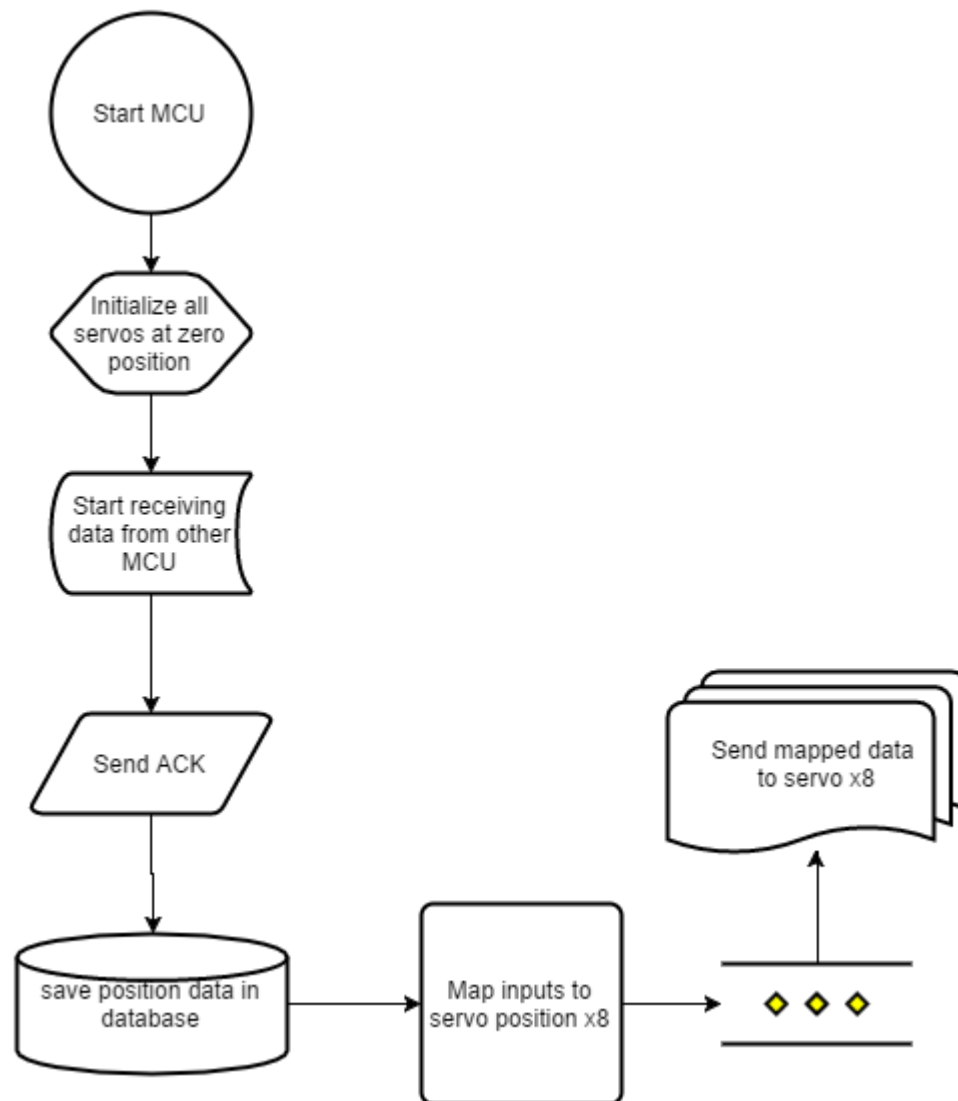 Start MCU
Initialize all
servos at zero
position
Start receiving
data from other
MCU
Send ACK
save position data in
database
Map inputs to
servo position x8
Send mapped data
to servo x8